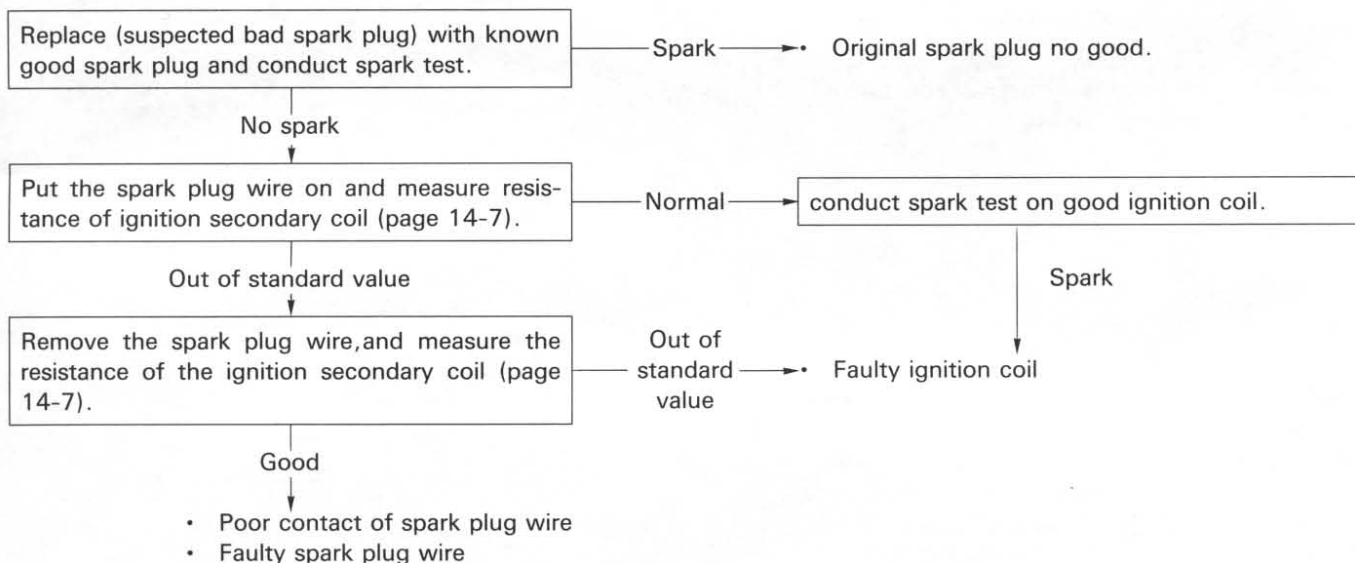 Replace (suspected bad spark plug) with known
good spark plug and conduct spark test.
Spark
• Original spark plug no good.
No spark
Put the spark plug wire on and measure resis-
tance of ignition secondary coil (page 14-7).
Normal
conduct spark test on good ignition coil.
Out of standard value
Spark
Remove the spark plug wire,and measure the
resistance of the ignition secondary coil (page
14-7).
Out of
standard
value
• Faulty ignition coil
Good
• Poor contact of spark plug wire
• Faulty spark plug wire